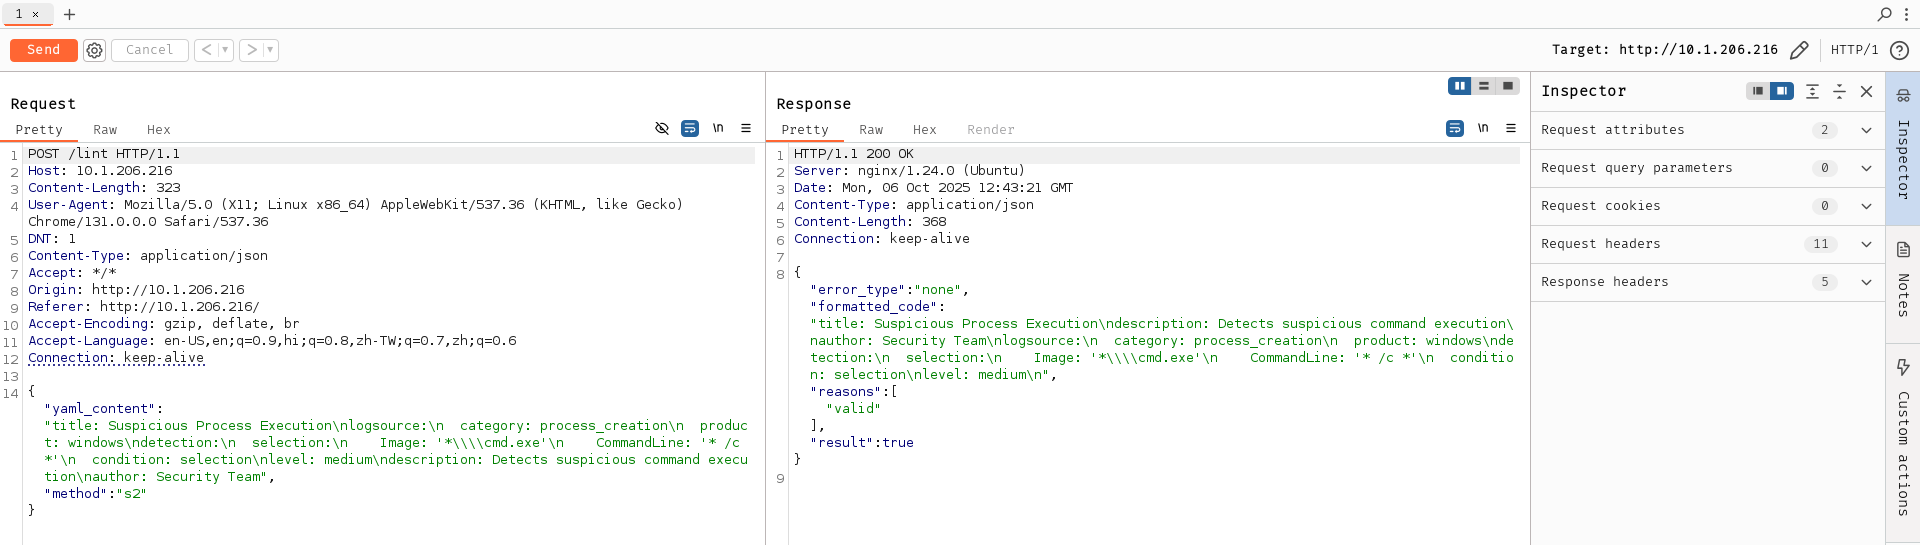 1 × +
Send Cancel < > Target: http://10.1.206.216 HTTP/1
Request
Pretty Raw Hex \n
1 POST /lint HTTP/1.1
2 Host: 10.1.206.216
3 Content-Length: 323
4 User-Agent: Mozilla/5.0 (X11; Linux x86_64) AppleWebKit/537.36 (KHTML, like Gecko)
Chrome/131.0.0.0 Safari/537.36
5 DNT: 1
6 Content-Type: application/json
7 Accept: */*
8 Origin: http://10.1.206.216
9 Referer: http://10.1.206.216/
10 Accept-Encoding: gzip, deflate, br
11 Accept-Language: en-US,en;q=0.9,hi;q=0.8,zh-TW;q=0.7,zh;q=0.6
12 Connection: keep-alive
13
14 {
"yaml_content":
"title: Suspicious Process Execution\nlogsource:\n  category: process_creation\n  produc
t: windows\ndetection:\n  selection:\n    Image: '*\\\\cmd.exe'\n    CommandLine: '* /c
*'\n  condition: selection\nlevel: medium\ndescription: Detects suspicious command execu
tion\nauthor: Security Team",
"method":"s2"
}
Response
Pretty Raw Hex Render \n
1 HTTP/1.1 200 OK
2 Server: nginx/1.24.0 (Ubuntu)
3 Date: Mon, 06 Oct 2025 12:43:21 GMT
4 Content-Type: application/json
5 Content-Length: 368
6 Connection: keep-alive
7
8 {
"error_type":"none",
"formatted_code":
"title: Suspicious Process Execution\ndescription: Detects suspicious command execution\
nauthor: Security Team\nlogsource:\n  category: process_creation\n  product: windows\nde
tection:\n  selection:\n    Image: '*\\\\cmd.exe'\n    CommandLine: '* /c *'\n  conditio
n: selection\nlevel: medium\n",
"reasons":[
"valid"
],
"result":true
}
9
Inspector
Request attributes 2
Request query parameters 0
Request cookies 0
Request headers 11
Response headers 5
Inspector
Notes
Custom actions